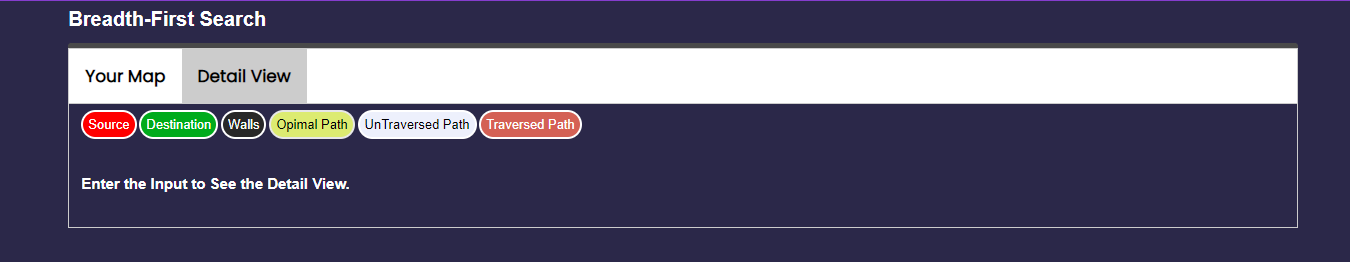 Breadth-First Search
Your Map Detail View
Source Destination Walls Opimal Path UnTraversed Path Traversed Path
Enter the Input to See the Detail View.